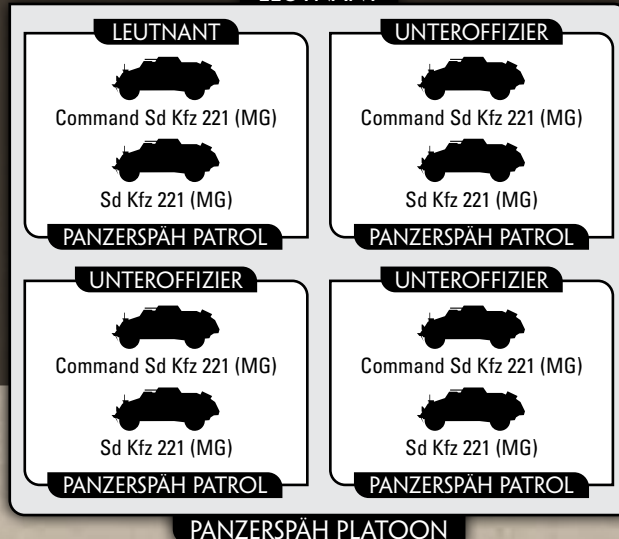 LEUTNANT
LEUTNANT
Command Sd Kfz 221 (MG)
Sd Kfz 221 (MG)
PANZERSPÄH PATROL
UNTEROFFIZIER
Command Sd Kfz 221 (MG)
Sd Kfz 221 (MG)
PANZERSPÄH PATROL
UNTEROFFIZIER
Command Sd Kfz 221 (MG)
Sd Kfz 221 (MG)
PANZERSPÄH PATROL
UNTEROFFIZIER
Command Sd Kfz 221 (MG)
Sd Kfz 221 (MG)
PANZERSPÄH PATROL
PANZERSPÄH PLATOON